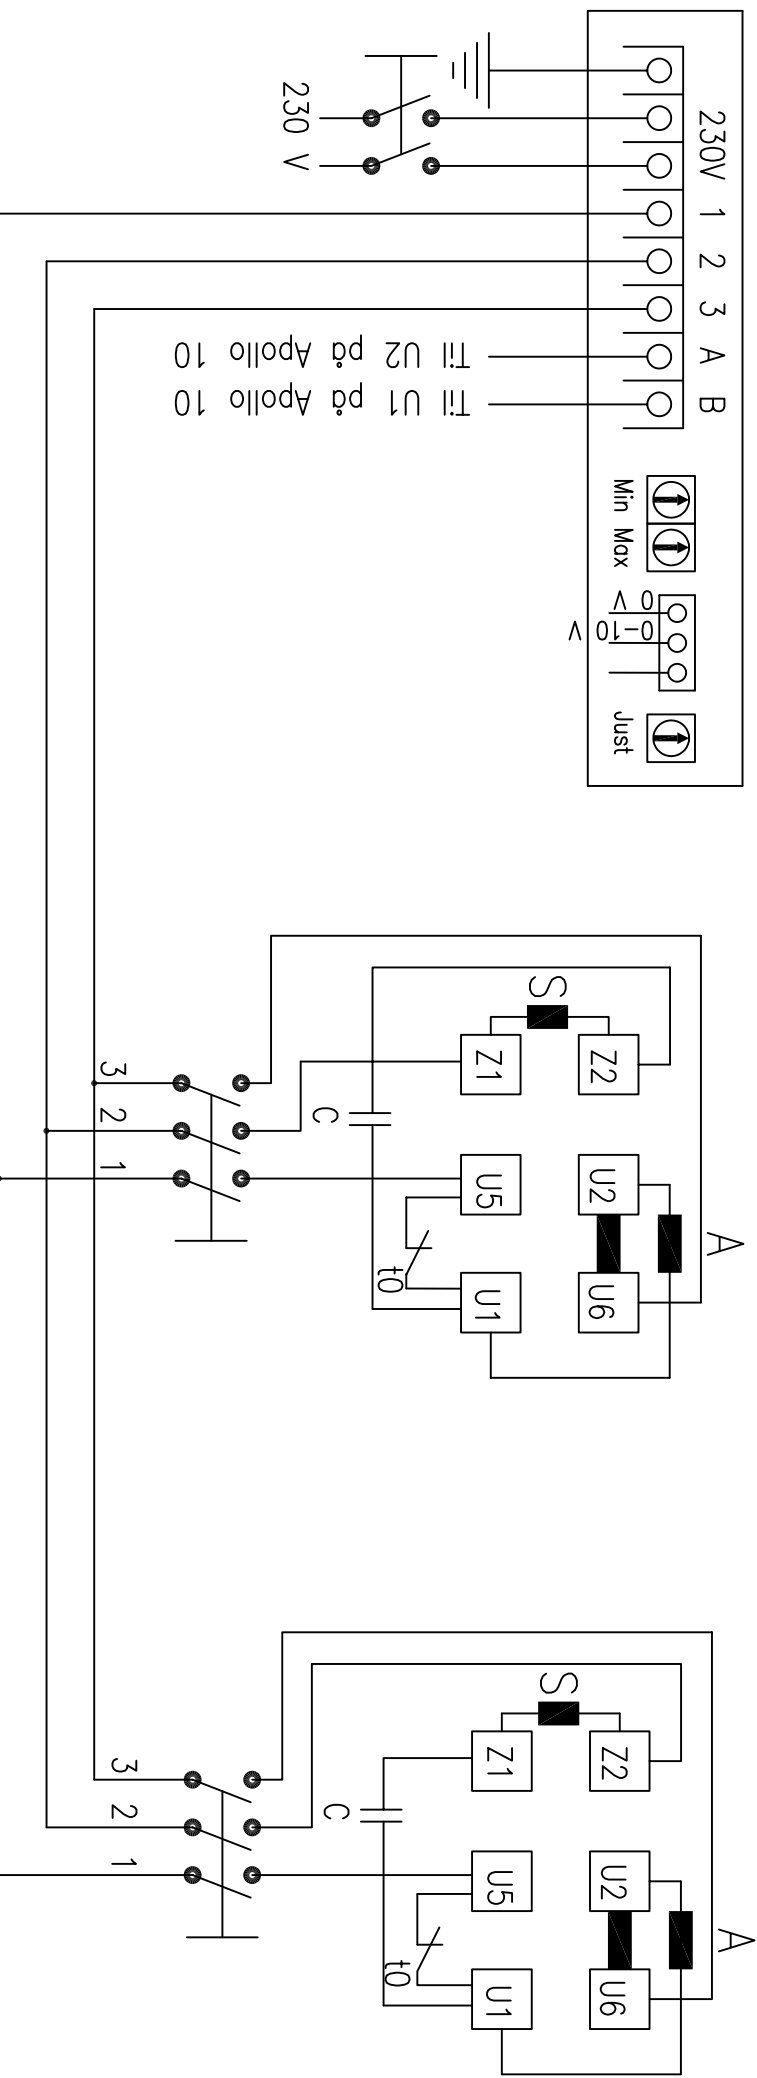 230V 1 2 3 A B
230 V
Til U2 på Apollo 10
Til U1 på Apollo 10
Min Max
0 V
0-10 V
Just
S
Z1
Z2
3
2
1
C
U5
U2
A
t0
U1
U6
S
Z1
Z2
3
2
1
C
U5
U2
A
t0
U1
U6